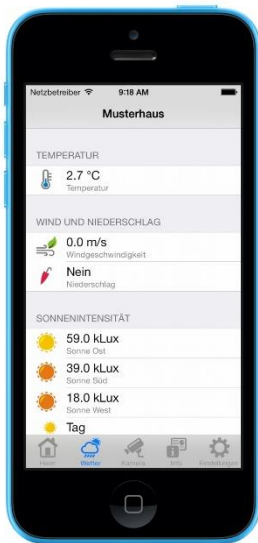 Netzbetreiber 9:18 AM
Musterhaus
TEMPERATUR
2.7 °C
Temperatur
WIND UND NIEDERSCHLAG
0.0 m/s
Windgeschwindigkeit
Nein
Niederschlag
SONNENINTENSITÄT
59.0 kLux
Sonne Ost
39.0 kLux
Sonne Süd
18.0 kLux
Sonne West
Tag
Wetter Kamera Info Einstellungen